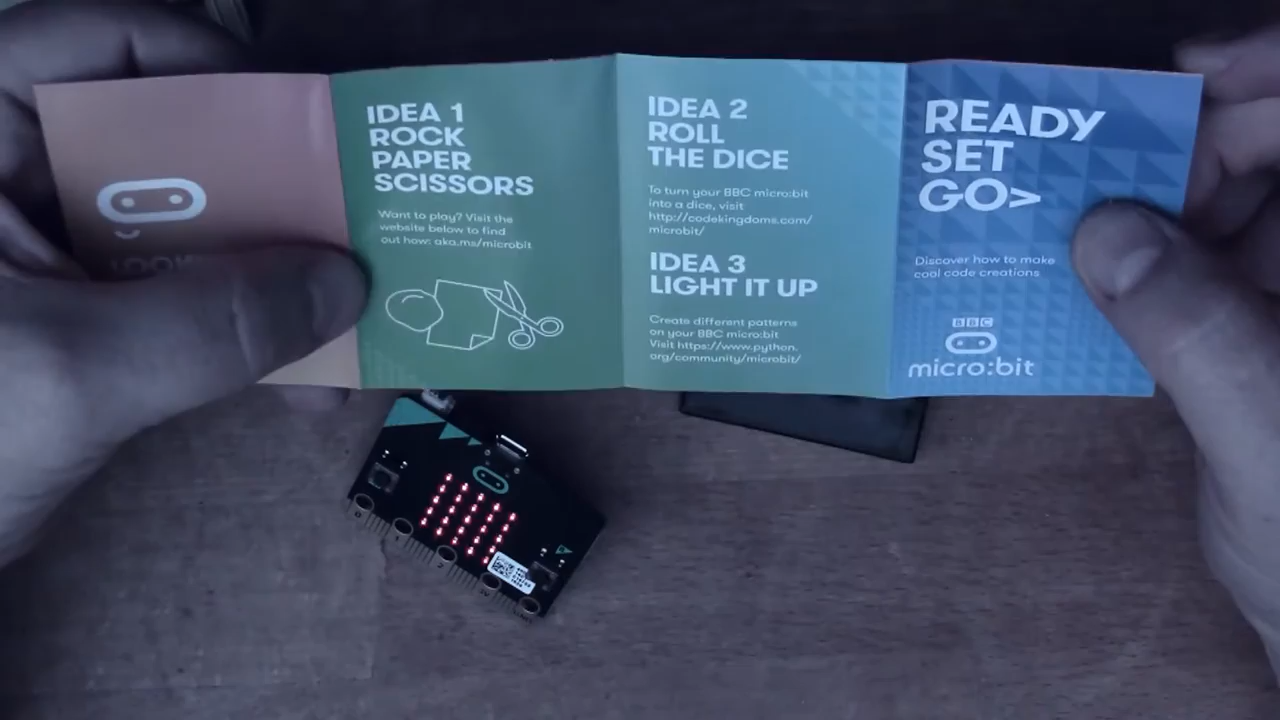 IDEA 1
ROCK
PAPER
SCISSORS
Want to play? Visit the
website below to find
out how: aka.ms/microbit
IDEA 2
ROLL
THE DICE
To turn your BBC micro:bit
into a dice, visit
http://codekingdoms.com/
microbit/
IDEA 3
LIGHT IT UP
Create different patterns
on your BBC micro:bit
Visit https://www.python.
org/community/microbit/
READY
SET
GO>
Discover how to make
cool code creations
BBC
micro:bit